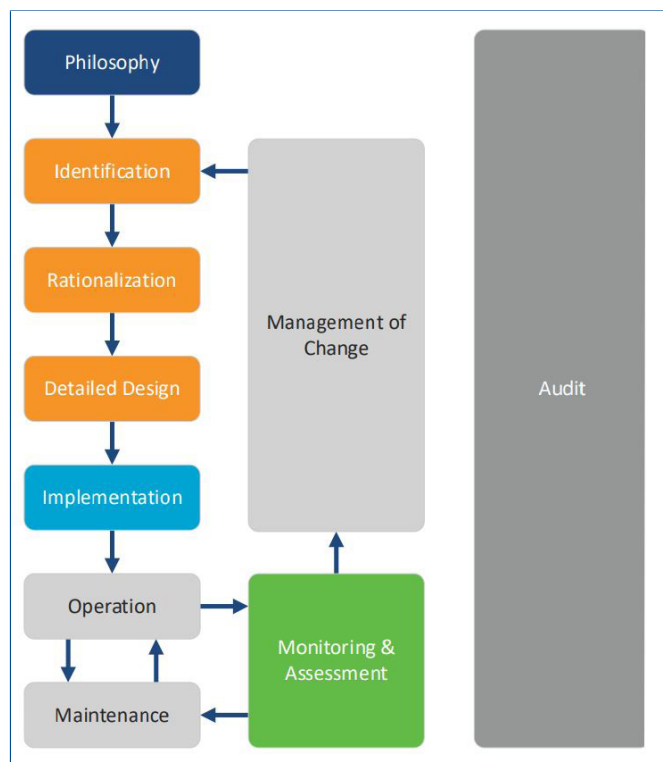 Philosophy
Identification
Rationalization
Detailed Design
Implementation
Operation
Maintenance
Management of
Change
Monitoring &
Assessment
Audit